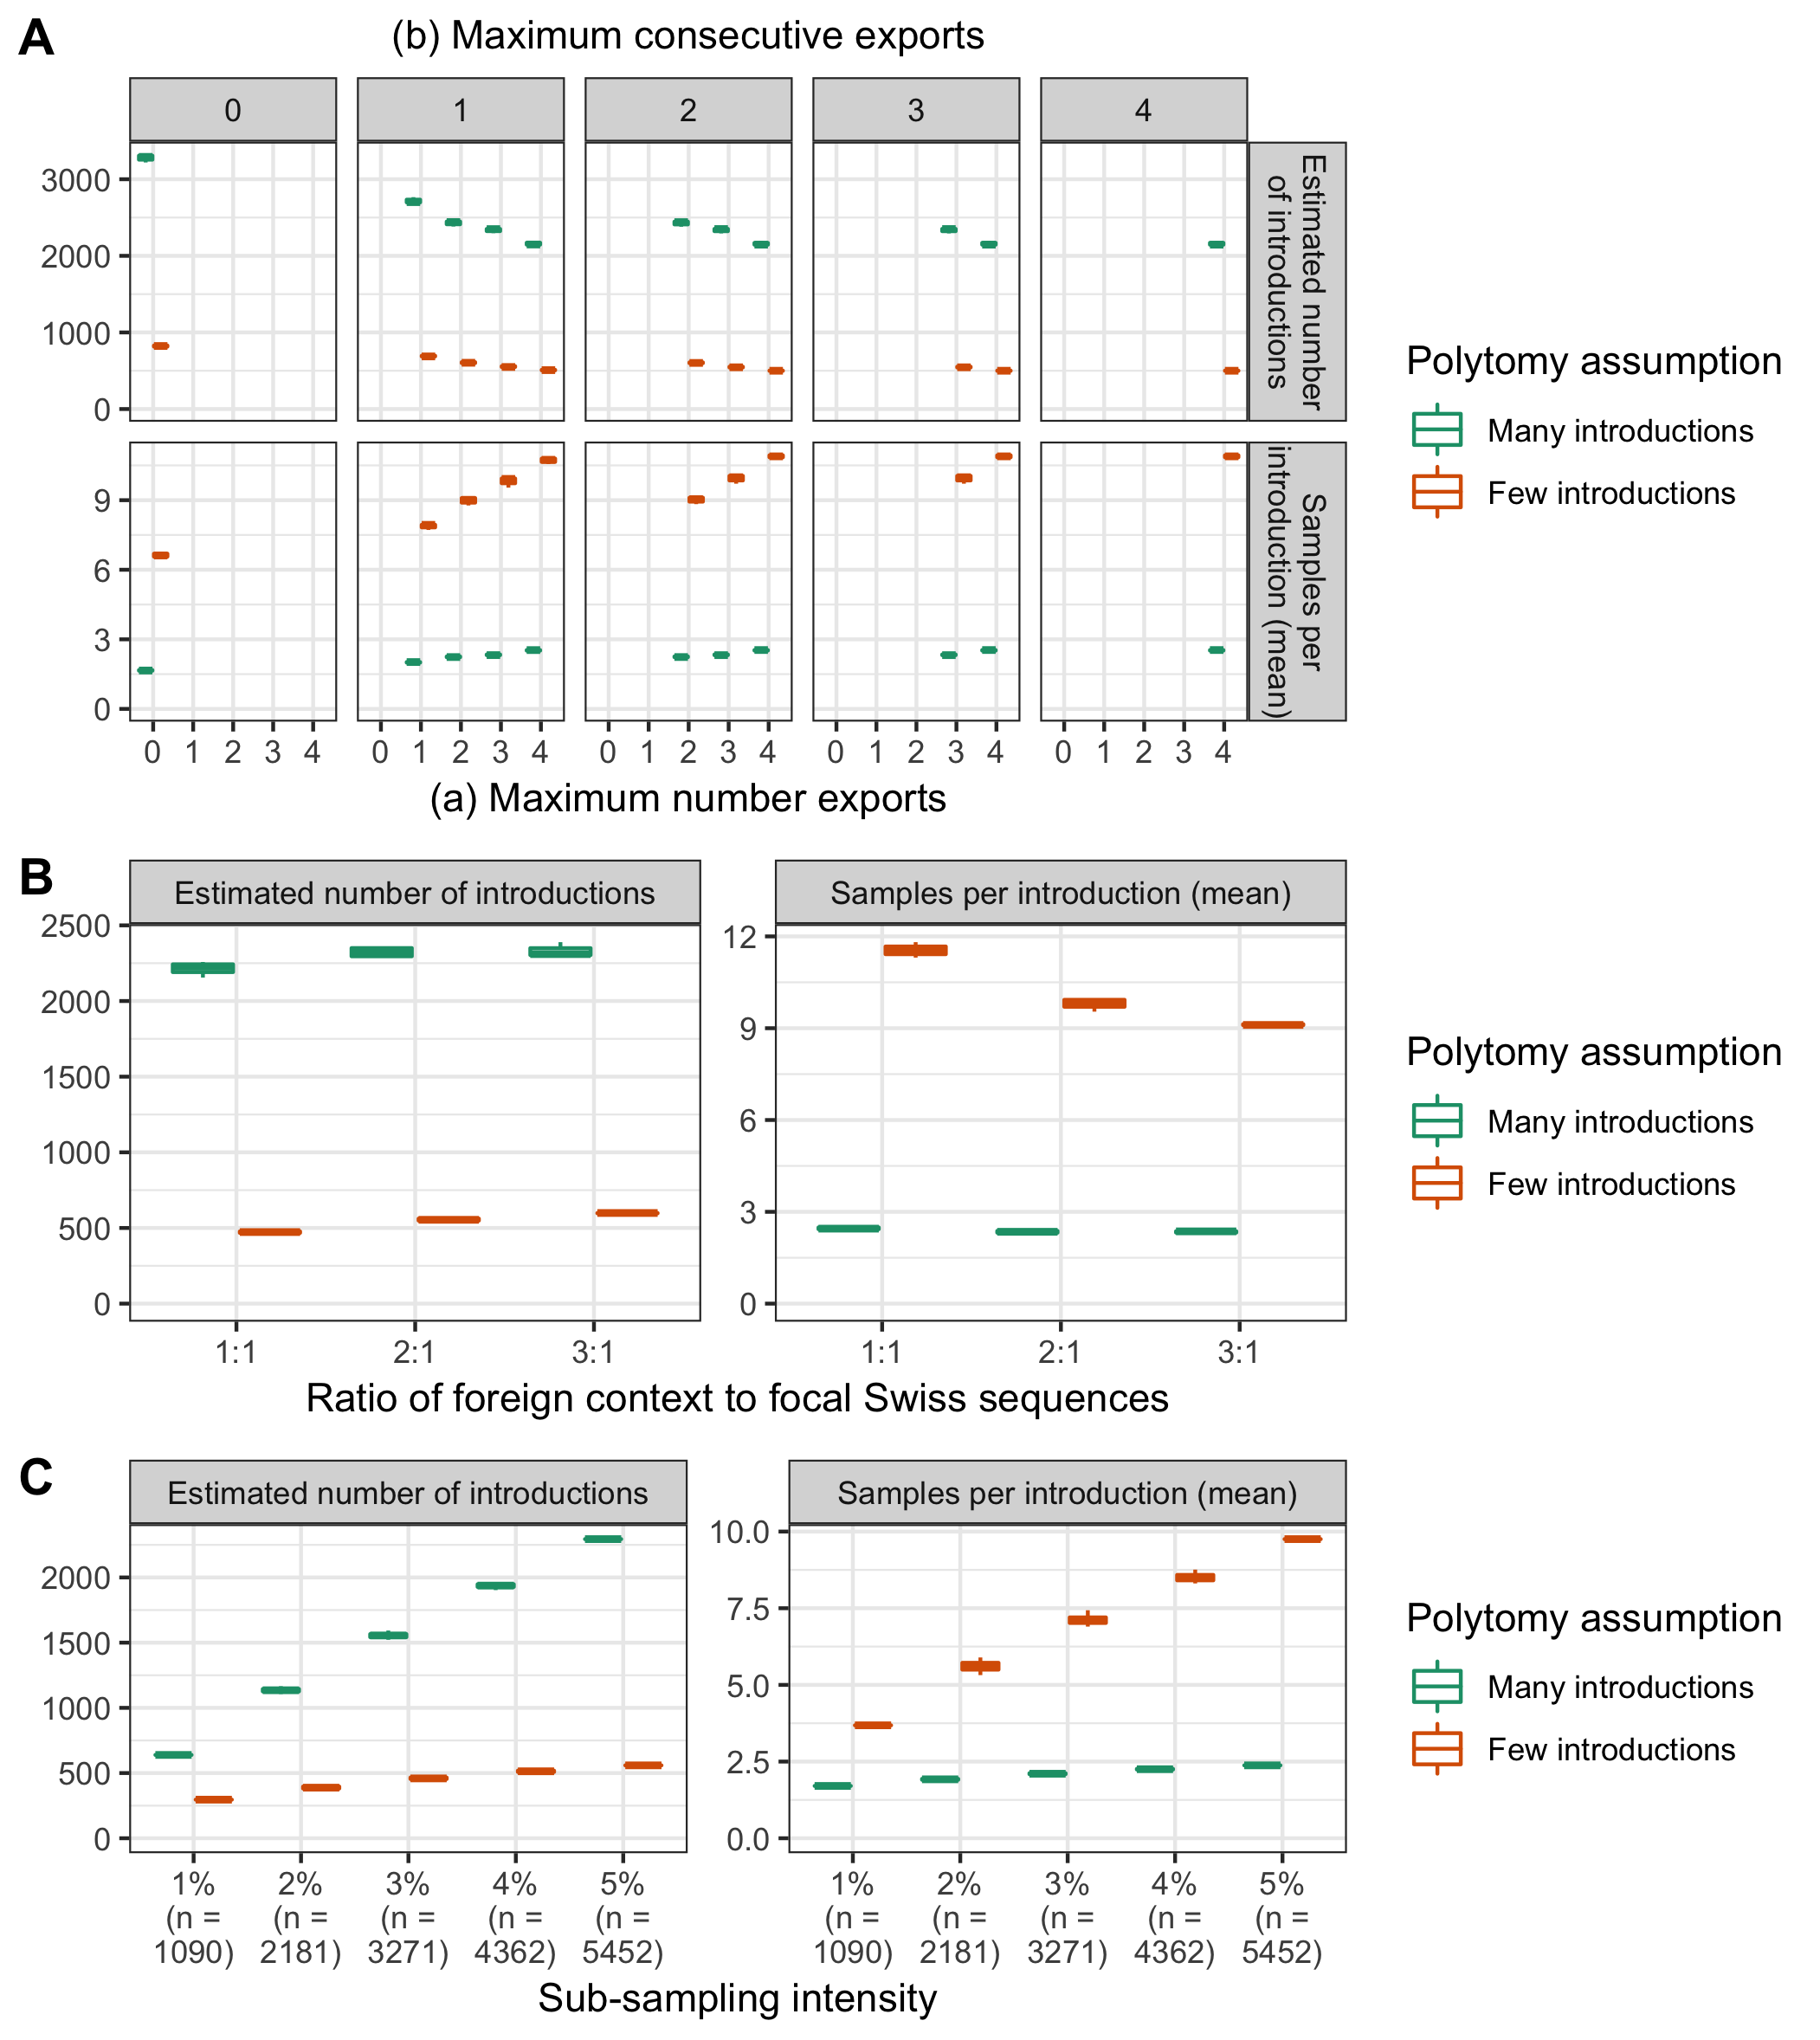 A
(b) Maximum consecutive exports
0 1 2 3 4
3000
2000
1000
0
Estimated number
of introductions
9
6
3
0
Samples per
introduction (mean)
0 1 2 3 4 0 1 2 3 4 0 1 2 3 4 0 1 2 3 4 0 1 2 3 4
(a) Maximum number exports
Polytomy assumption
Many introductions
Few introductions
B
Estimated number of introductions
2500
2000
1500
1000
500
0
1:1 2:1 3:1
Samples per introduction (mean)
12
9
6
3
0
1:1 2:1 3:1
Ratio of foreign context to focal Swiss sequences
Polytomy assumption
Many introductions
Few introductions
C
Estimated number of introductions
2000
1500
1000
500
0
1% 2% 3% 4% 5%
(n = (n = (n = (n = (n =
1090) 2181) 3271) 4362) 5452)
Samples per introduction (mean)
10.0
7.5
5.0
2.5
0.0
1% 2% 3% 4% 5%
(n = (n = (n = (n = (n =
1090) 2181) 3271) 4362) 5452)
Sub-sampling intensity
Polytomy assumption
Many introductions
Few introductions